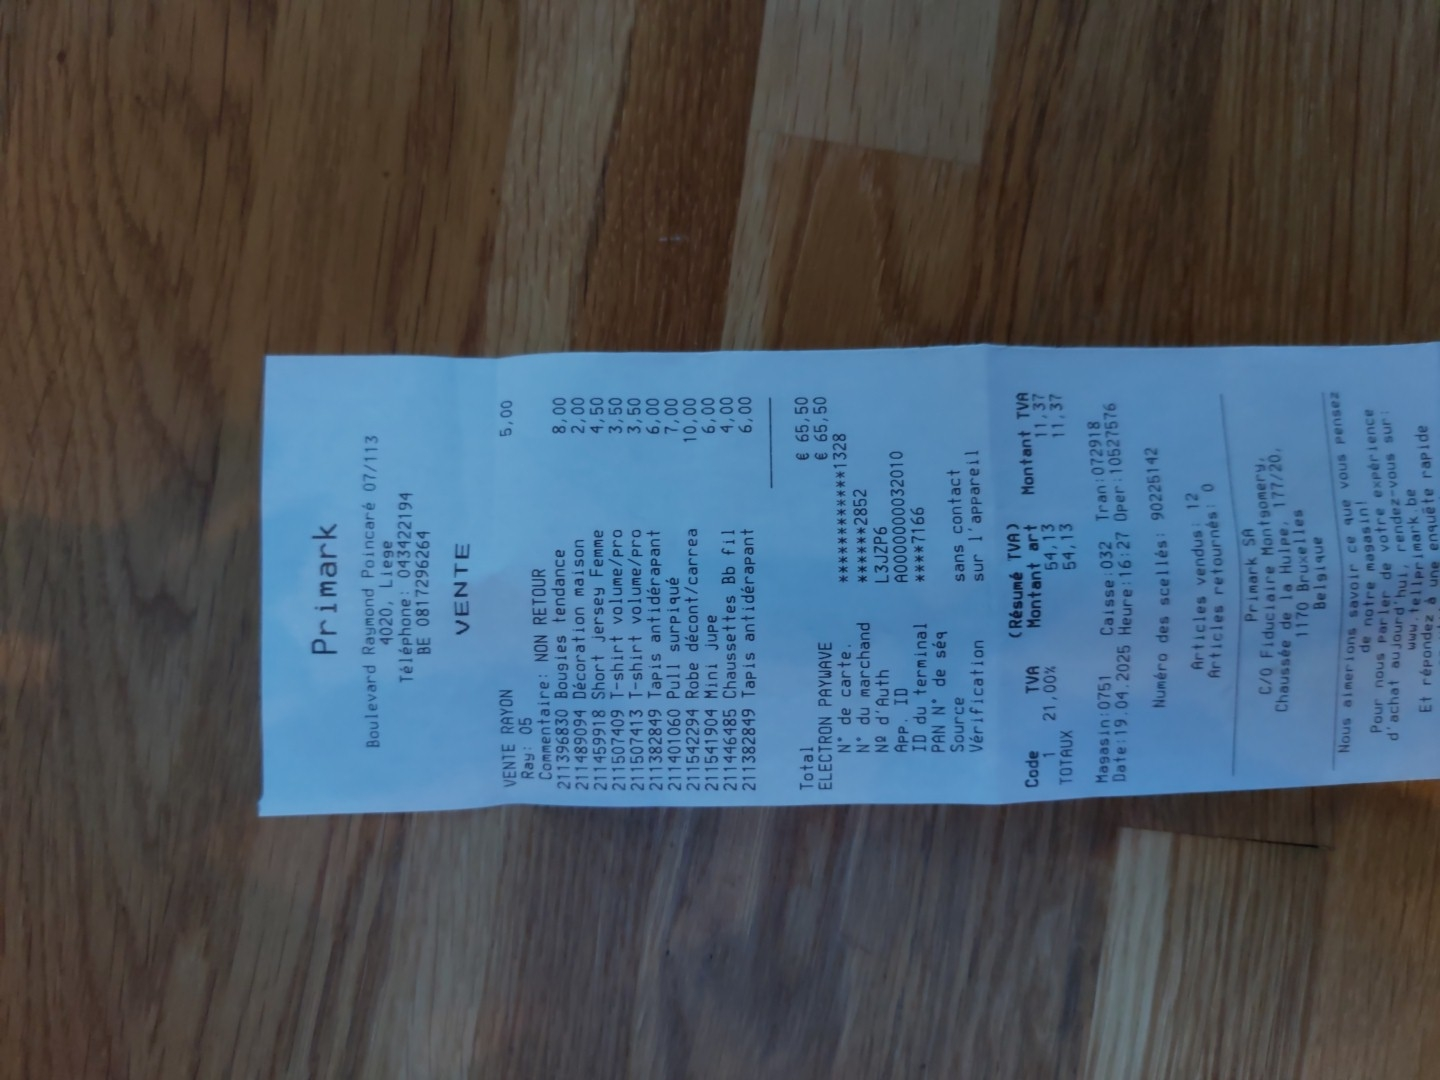 Primark
Boulevard Raymond Poincaré 07/113
4020, Liege
Téléphone: 043422194
BE 0817296264
VENTE
VENTE RAYON 5,00
Ray: 05
Commentaire: NON RETOUR
211396830 Bougies tendance 8,00
211489094 Décoration maison 2,00
211459918 Short jersey Femme 4,50
211507409 T-shirt volume/pro 3,50
211507413 T-shirt volume/pro 3,50
211382849 Tapis antidérapant 6,00
211401060 Pull surpiqué 7,00
211542294 Robe décont/carrea 10,00
211541904 Mini jupe 6,00
211446485 Chaussettes Bb fil 4,00
211382849 Tapis antidérapant 6,00
Total € 65,50
ELECTRON PAYWAVE € 65,50
N° de carte. ************1328
N° du marchand ******2852
Nº d'Auth L3JZP6
App. ID A0000000032010
ID du terminal ****7166
PAN N° de séq
Source sans contact
Vérification sur l'appareil
(Résumé TVA)
Code TVA Montant art Montant TVA
1 21,00% 54,13 11,37
TOTAUX 54,13 11,37
Magasin:0751 Caisse:032 Tran:072918
Date:19.04.2025 Heure:16:27 Oper:10527576
Numéro des scellés: 90225142
Articles vendus: 12
Articles retournés: 0
Primark SA
C/O Fiduciaire Montgomery,
Chaussée de la Hulpe, 177/20,
1170 Bruxelles
Belgique
Nous aimerions savoir ce que vous pensez
de notre magasin!
Pour nous parler de votre expérience
d'achat aujourd'hui, rendez-vous sur:
www.tellprimark.be
Et répondez à une enquête rapide